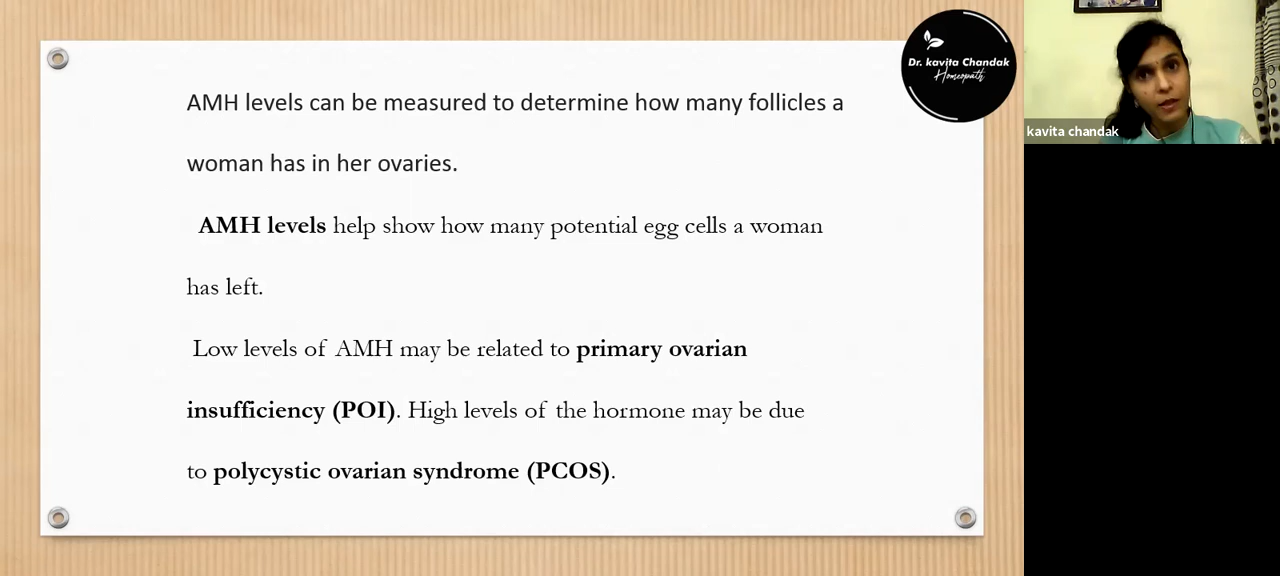 AMH levels can be measured to determine how many follicles a
woman has in her ovaries.
AMH levels help show how many potential egg cells a woman
has left.
Low levels of AMH may be related to primary ovarian
insufficiency (POI). High levels of the hormone may be due
to polycystic ovarian syndrome (PCOS).
Dr. kavita Chandak
Homeopath
kavita chandak